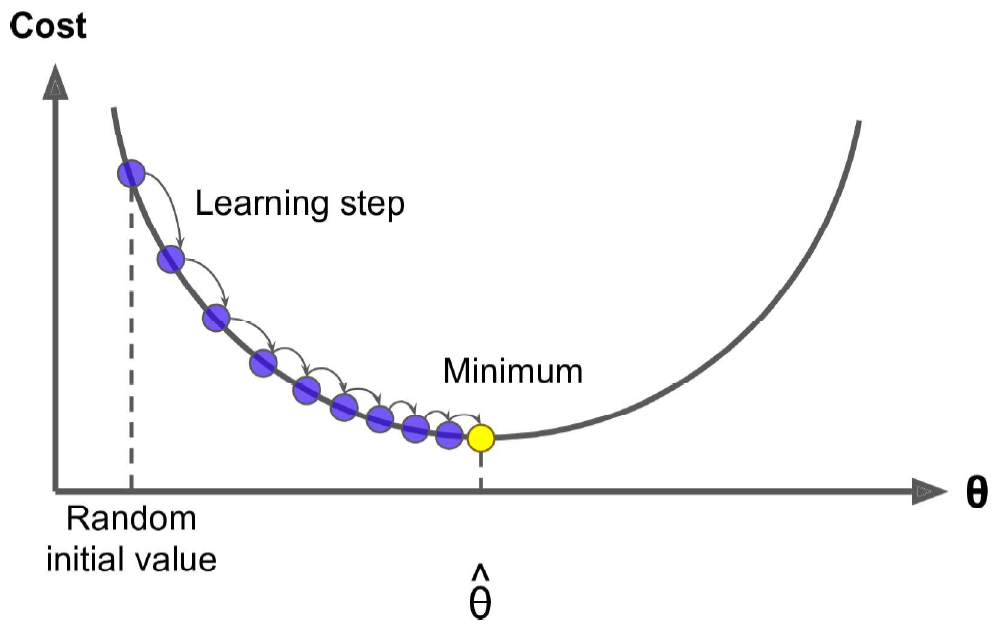 Cost
Learning step
Minimum
θ
Random
initial value
θ̂